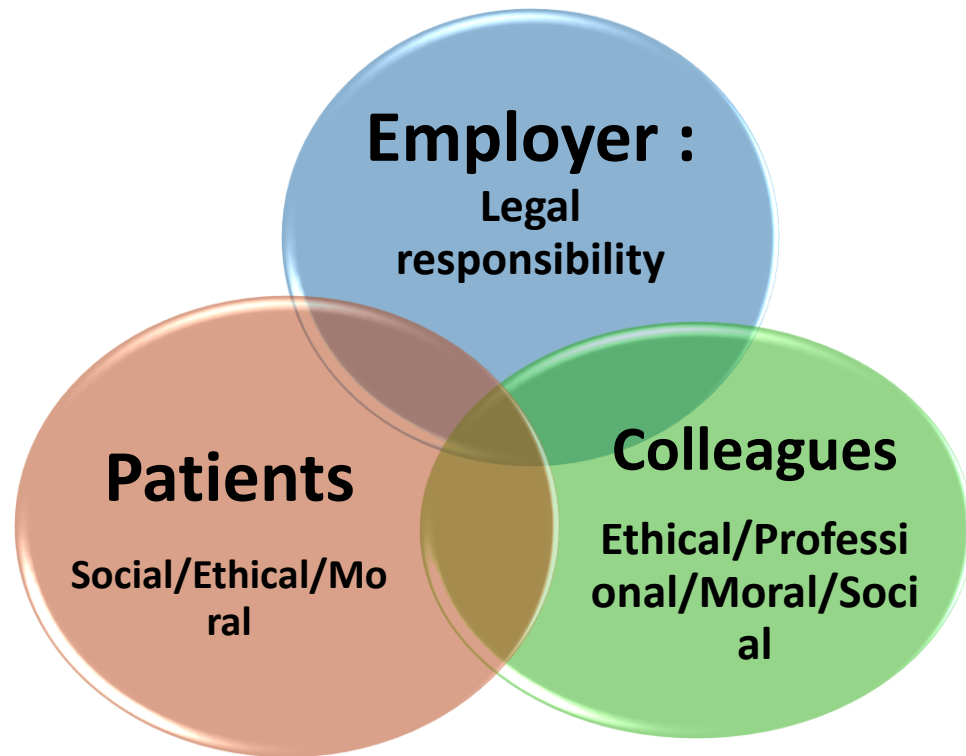 Employer :
Legal
responsibility
Patients
Social/Ethical/Mo
ral
Colleagues
Ethical/Professi
onal/Moral/Soci
al